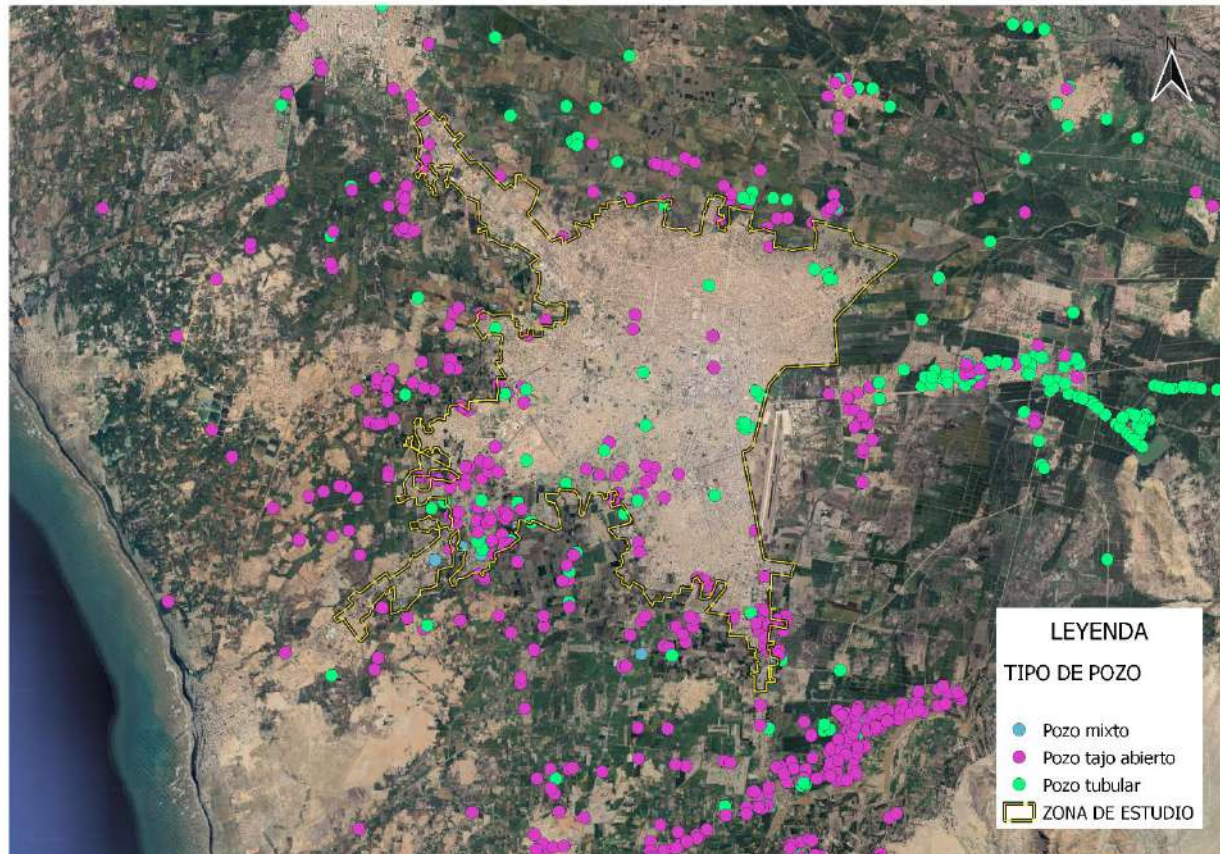 N
LEYENDA
TIPO DE POZO
Pozo mixto
Pozo tajo abierto
Pozo tubular
ZONA DE ESTUDIO